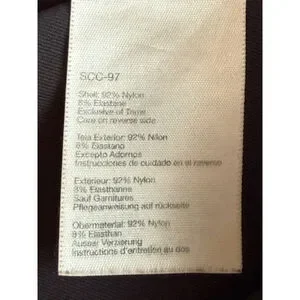 SCC-97
Shell: 92% Nylon
8% Elastane
Exclusive of Trims
Care on reverse side
Tela Exterior: 92% Nilon
8% Elastano
Excepto Adornos
Instrucciones de cuidado en el reverso
Exterieur: 92% Nylon
8% Elasthanne
Sauf Garnitures
Pflegeanweisung auf rückseite
Obermaterial: 92% Nylon
8% Elasthan
Ausser Verzierung
Instructions d'entretien au dos